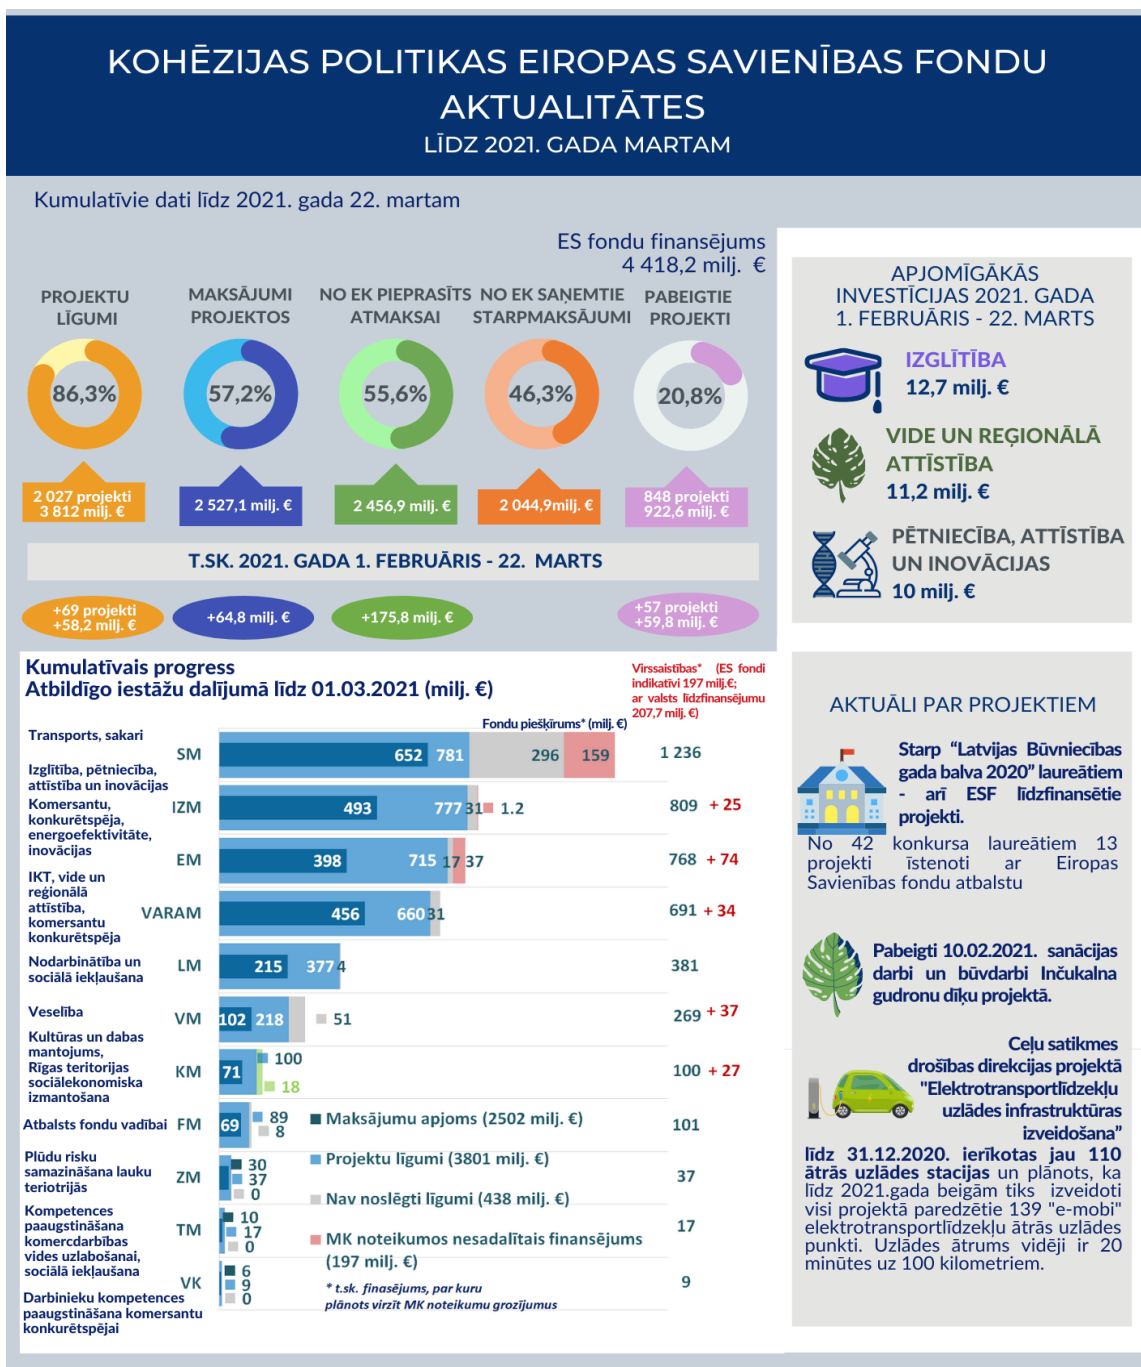 KOHĒZIJAS POLITIKAS EIROPAS SAVIENĪBAS FONDU
AKTUALITĀTES
LĪDZ 2021. GADA MARTAM
Kumulatīvie dati līdz 2021. gada 22. martam
ES fondu finansējums
4 418,2 milj. €
PROJEKTU
LĪGUMI
MAKSĀJUMI
PROJEKTOS
NO EK PIEPRASĪTS
ATMAKSAI
NO EK SAŅEMTIE
STARPMAKSĀJUMI
PABEIGTIE
PROJEKTI
86,3%
57,2%
55,6%
46,3%
20,8%
2 027 projekti
3 812 milj. €
2 527,1 milj. €
2 456,9 milj. €
2 044,9milj. €
848 projekti
922,6 milj. €
T.SK. 2021. GADA 1. FEBRUĀRIS - 22. MARTS
+69 projekti
+58,2 milj. €
+64,8 milj. €
+175,8 milj. €
+57 projekti
+59,8 milj. €
APJOMĪGĀKĀS
INVESTĪCIJAS 2021. GADA
1. FEBRUĀRIS - 22. MARTS
IZGLĪTĪBA
12,7 milj. €
VIDE UN REĢIONĀLĀ
ATTĪSTĪBA
11,2 milj. €
PĒTNIECĪBA, ATTĪSTĪBA
UN INOVĀCIJAS
10 milj. €
Kumulatīvais progress
Atbildīgo iestāžu dalījumā līdz 01.03.2021 (milj. €)
Virssaistības* (ES fondi
indikatīvi 197 milj.€;
ar valsts līdzfinansējumu
207,7 milj. €)
Fondu piešķīrums* (milj. €)
Transports, sakari
SM
652 781 296 159
1 236
Izglītība, pētniecība,
attīstība un inovācijas
IZM
493 777 31 1.2
809 + 25
Komersantu,
konkurētspēja,
energoefektivitāte,
inovācijas
EM
398 715 17 37
768 + 74
IKT, vide un
reģionālā
attīstība,
komersantu
konkurētspēja
VARAM
456 660 31
691 + 34
Nodarbinātība un
sociālā iekļaušana
LM
215 377 4
381
Veselība
VM
102 218 51
269 + 37
Kultūras un dabas
mantojums,
Rīgas teritorijas
sociālekonomiska
izmantošana
KM
71 100
18
100 + 27
Atbalsts fondu vadībai
FM
69 89
8
101
Plūdu risku
samazināšana lauku
teriotrijās
ZM
30
37
0
37
Kompetences
paaugstināšana
komercdarbības
vides uzlabošanai,
sociālā iekļaušana
TM
10
17
0
17
VK
6
9
0
9
Darbinieku kompetences
paaugstināšana komersantu
konkurētspējai
Maksājumu apjoms (2502 milj. €)
Projektu līgumi (3801 milj. €)
Nav noslēgti līgumi (438 milj. €)
MK noteikumos nesadalītais finansējums
(197 milj. €)
* t.sk. finasējums, par kuru
plānots virzīt MK noteikumu grozījumus
AKTUĀLI PAR PROJEKTIEM
Starp “Latvijas Būvniecības
gada balva 2020” laureātiem
- arī ESF līdzfinansētie
projekti.
No 42 konkursa laureātiem 13
projekti īstenoti ar Eiropas
Savienības fondu atbalstu
Pabeigti 10.02.2021. sanācijas
darbi un būvdarbi Inčukalna
gudronu dīķu projektā.
Ceļu satikmes
drošības direkcijas projektā
"Elektrotransportlīdzekļu
uzlādes infrastruktūras
izveidošana”
līdz 31.12.2020. ierīkotas jau 110
ātrās uzlādes stacijas un plānots, ka
līdz 2021.gada beigām tiks izveidoti
visi projektā paredzētie 139 "e-mobi"
elektrotransportlīdzekļu ātrās uzlādes
punkti. Uzlādes ātrums vidēji ir 20
minūtes uz 100 kilometriem.